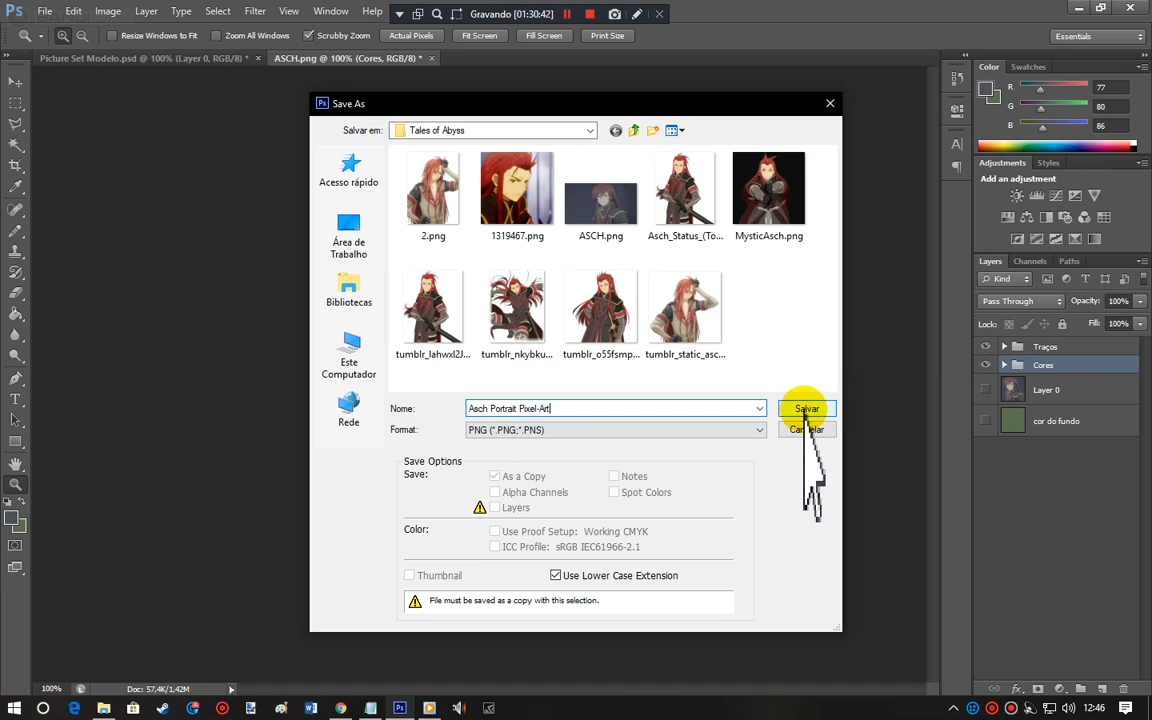 Ps File Edit Image Layer Type Select Filter View Window Help Gravando [01:30:42]
Resize Windows to Fit Zoom All Windows Scrubby Zoom Actual Pixels Fit Screen Fill Screen Print Size Essentials
Picture Set Modelo.psd @ 100% (Layer 0, RGB/8) * × ASCH.png @ 100% (Cores, RGB/8) * ×
Color Swatches
R 77
G 80
B 86
Adjustments Styles
Add an adjustment
Layers Channels Paths
Kind
Pass Through Opacity: 100%
Lock: Fill: 100%
Traços
Cores
Layer 0
cor do fundo
Ps Save As
Salvar em: Tales of Abyss
Acesso rápido
Área de Trabalho
Bibliotecas
Este Computador
Rede
2.png 1319467.png ASCH.png Asch_Status_(To... MysticAsch.png
tumblr_lahwxl2J... tumblr_nkybku... tumblr_o55fsmp... tumblr_static_asc...
Nome: Asch Portrait Pixel-Art Salvar
Format: PNG (*.PNG;*.PNS) Cancelar
Save Options
Save: As a Copy Notes
Alpha Channels Spot Colors
Layers
Color: Use Proof Setup: Working CMYK
ICC Profile: sRGB IEC61966-2.1
Thumbnail Use Lower Case Extension
File must be saved as a copy with this selection.
100% Doc: 57,4K/1,42M
12:46